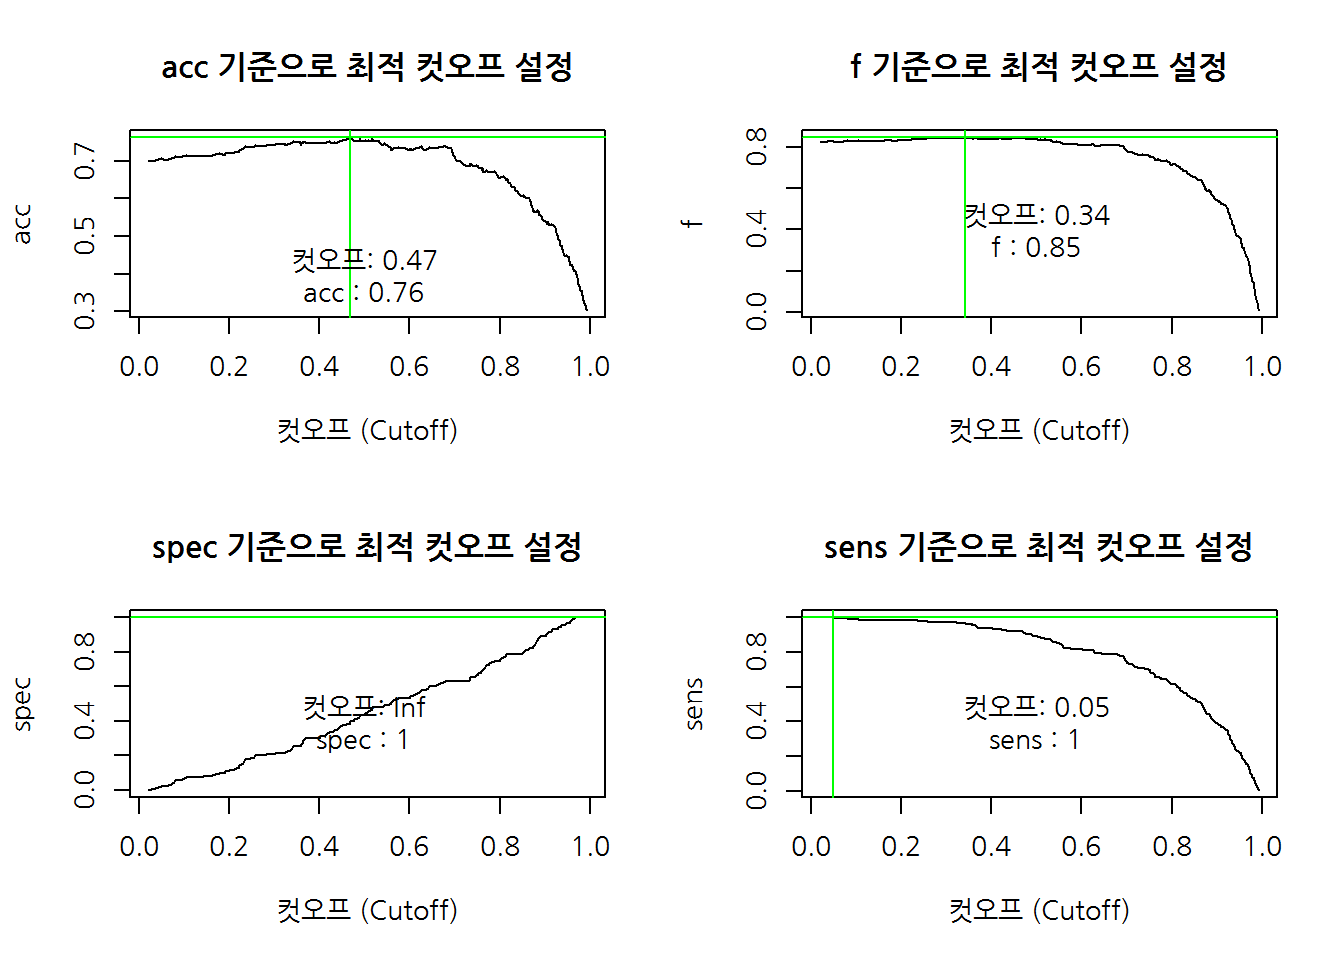 acc 기준으로 최적 컷오프 설정
acc
0.7
0.5
0.3
컷오프: 0.47
acc : 0.76
0.0 0.2 0.4 0.6 0.8 1.0
컷오프 (Cutoff)
f 기준으로 최적 컷오프 설정
f
0.8
0.4
0.0
컷오프: 0.34
f : 0.85
0.0 0.2 0.4 0.6 0.8 1.0
컷오프 (Cutoff)
spec 기준으로 최적 컷오프 설정
spec
0.8
0.4
0.0
컷오프: Inf
spec : 1
0.0 0.2 0.4 0.6 0.8 1.0
컷오프 (Cutoff)
sens 기준으로 최적 컷오프 설정
sens
0.8
0.4
0.0
컷오프: 0.05
sens : 1
0.0 0.2 0.4 0.6 0.8 1.0
컷오프 (Cutoff)